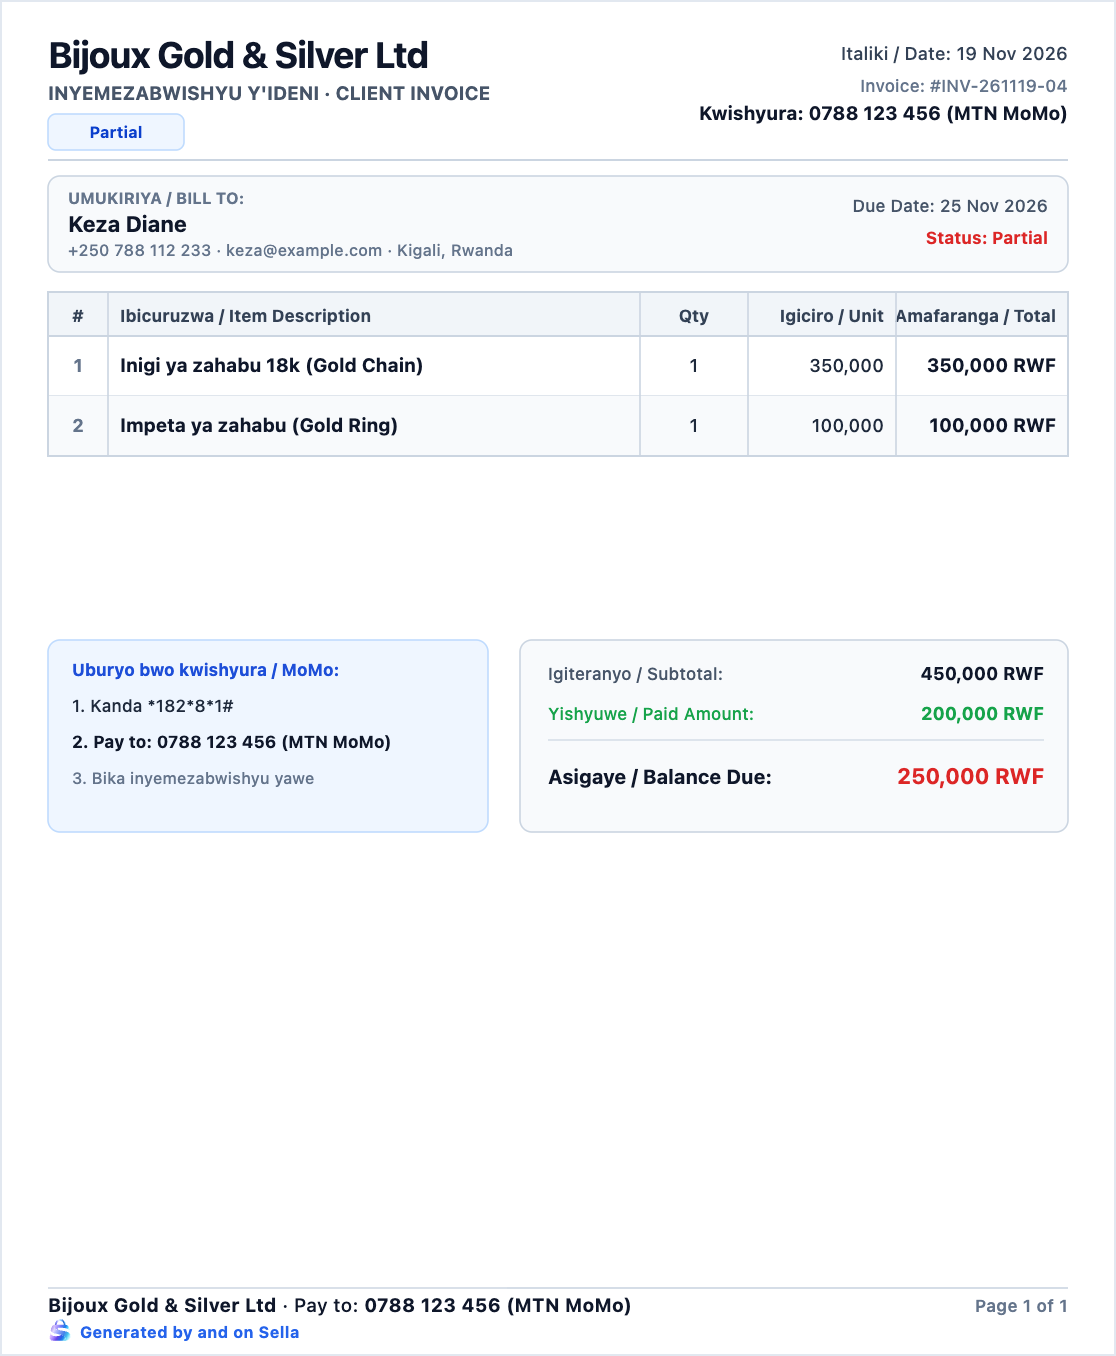 Bijoux Gold & Silver Ltd
INYEMEZABWISHYU Y'IDENI · CLIENT INVOICE
Partial
Italiki / Date: 19 Nov 2026
Invoice: #INV-261119-04
Kwishyura: 0788 123 456 (MTN MoMo)
UMUKIRIYA / BILL TO:
Keza Diane
+250 788 112 233 · keza@example.com · Kigali, Rwanda
Due Date: 25 Nov 2026
Status: Partial
# Ibicuruzwa / Item Description Qty Igiciro / Unit Amafaranga / Total
1 Inigi ya zahabu 18k (Gold Chain) 1 350,000 350,000 RWF
2 Impeta ya zahabu (Gold Ring) 1 100,000 100,000 RWF
Uburyo bwo kwishyura / MoMo:
1. Kanda *182*8*1#
2. Pay to: 0788 123 456 (MTN MoMo)
3. Bika inyemezabwishyu yawe
Igiteranyo / Subtotal: 450,000 RWF
Yishyuwe / Paid Amount: 200,000 RWF
Asigaye / Balance Due: 250,000 RWF
Bijoux Gold & Silver Ltd · Pay to: 0788 123 456 (MTN MoMo)
Page 1 of 1
Generated by and on Sella